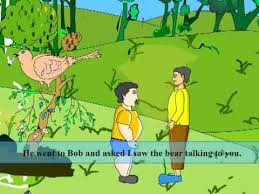 He went to Bob and asked I saw the bear talking to you.